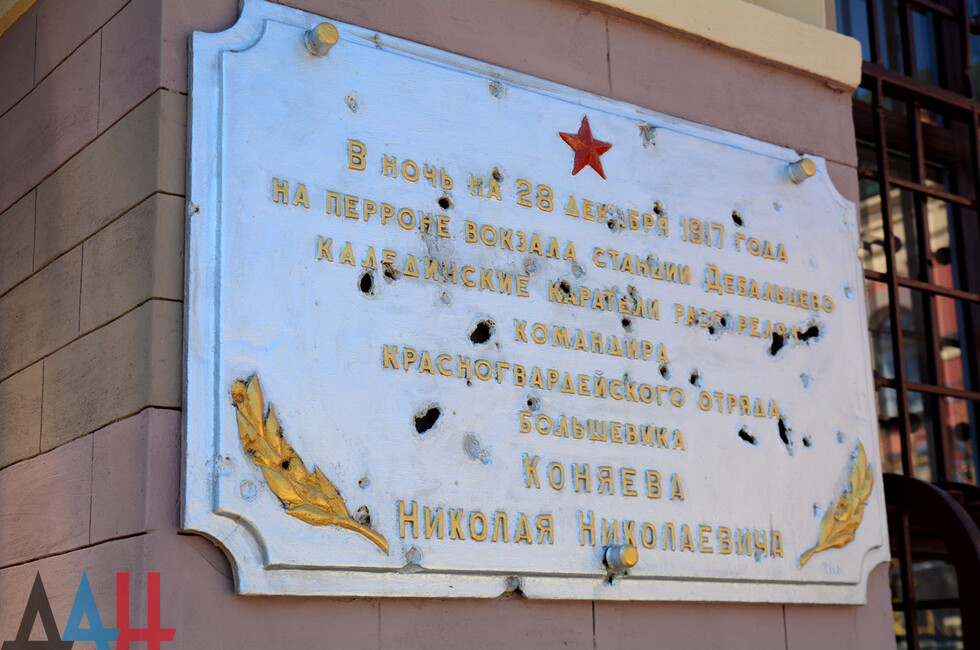 В ночь на 28 декабря 1917 года
на перроне вокзала станции Дебальцево
Каледдинские каратели расстреляли
командира
красногвардейского отряда
большевика
Коняева
Николая Николаевича
ДАН